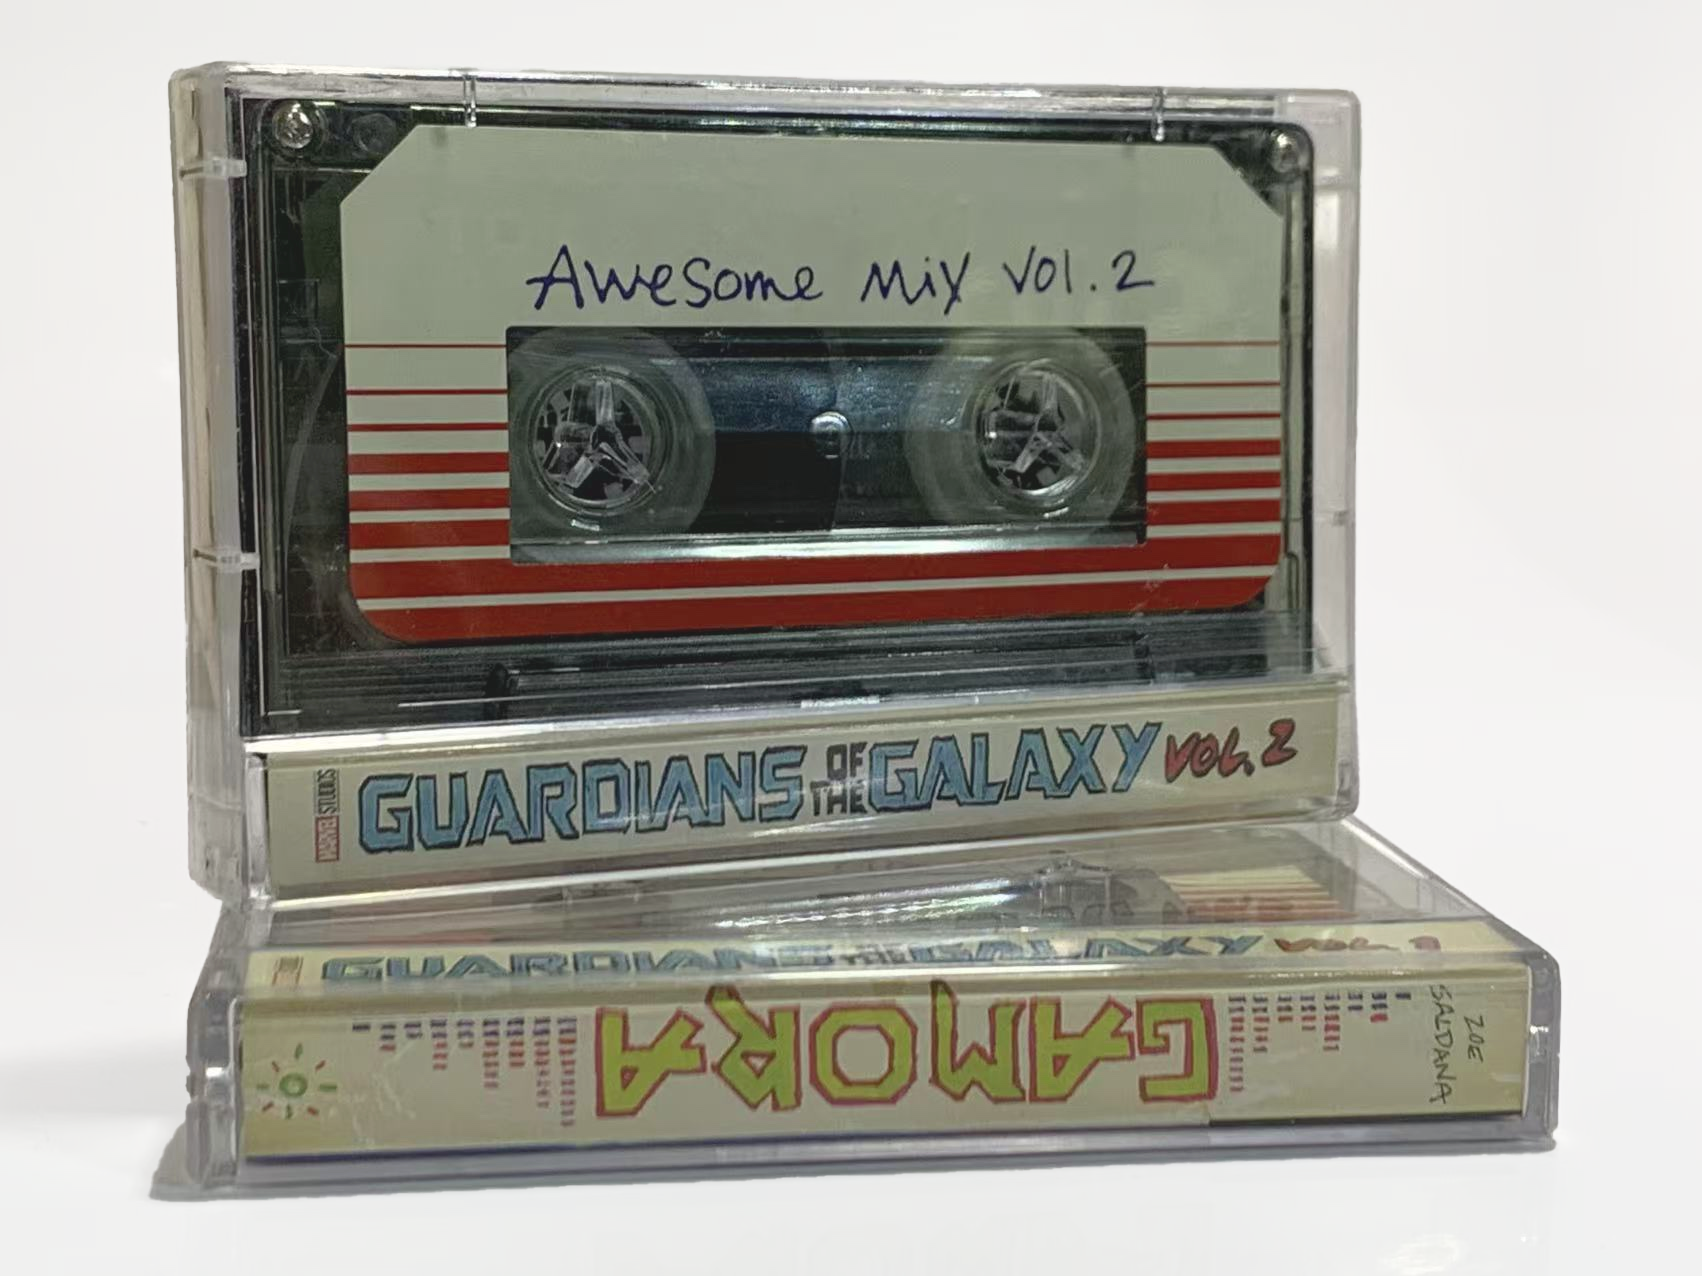 Awesome Mix Vol. 2
MARVEL STUDIOS
GUARDIANS OF THE GALAXY VOL. 2
GUARDIANS OF THE GALAXY VOL. 1
GAMORA
ZOE
SALDANA